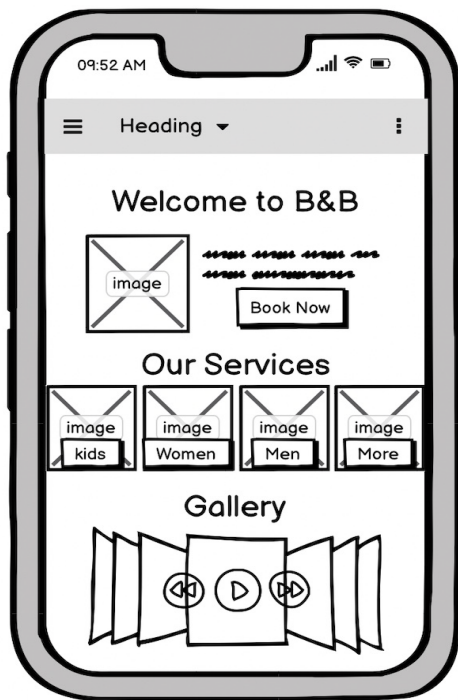 09:52 AM
Heading
Welcome to B&B
image
Book Now
Our Services
image image image image
kids Women Men More
Gallery